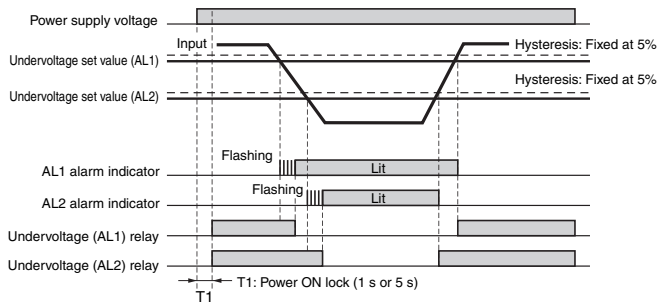 Power supply voltage
Input
Hysteresis: Fixed at 5%
Undervoltage set value (AL1)
Hysteresis: Fixed at 5%
Undervoltage set value (AL2)
Flashing
AL1 alarm indicator
Lit
Flashing
AL2 alarm indicator
Lit
Undervoltage (AL1) relay
Undervoltage (AL2) relay
T1: Power ON lock (1 s or 5 s)
T1